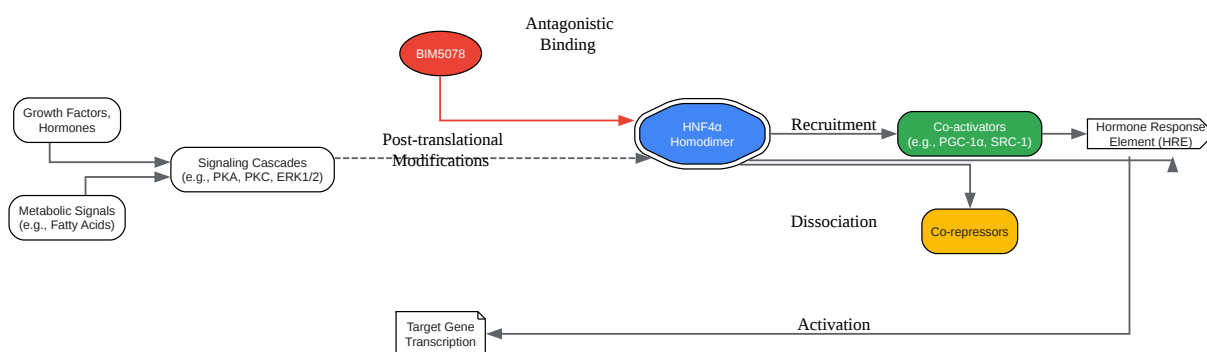 Antagonistic
Binding
BIM5078
Growth Factors,
Hormones
Metabolic Signals
(e.g., Fatty Acids)
Signaling Cascades
(e.g., PKA, PKC, ERK1/2)
Post-translational
Modifications
HNF4α
Homodimer
Recruitment
Co-activators
(e.g., PGC-1α, SRC-1)
Hormone Response
Element (HRE)
Dissociation
Co-repressors
Activation
Target Gene
Transcription